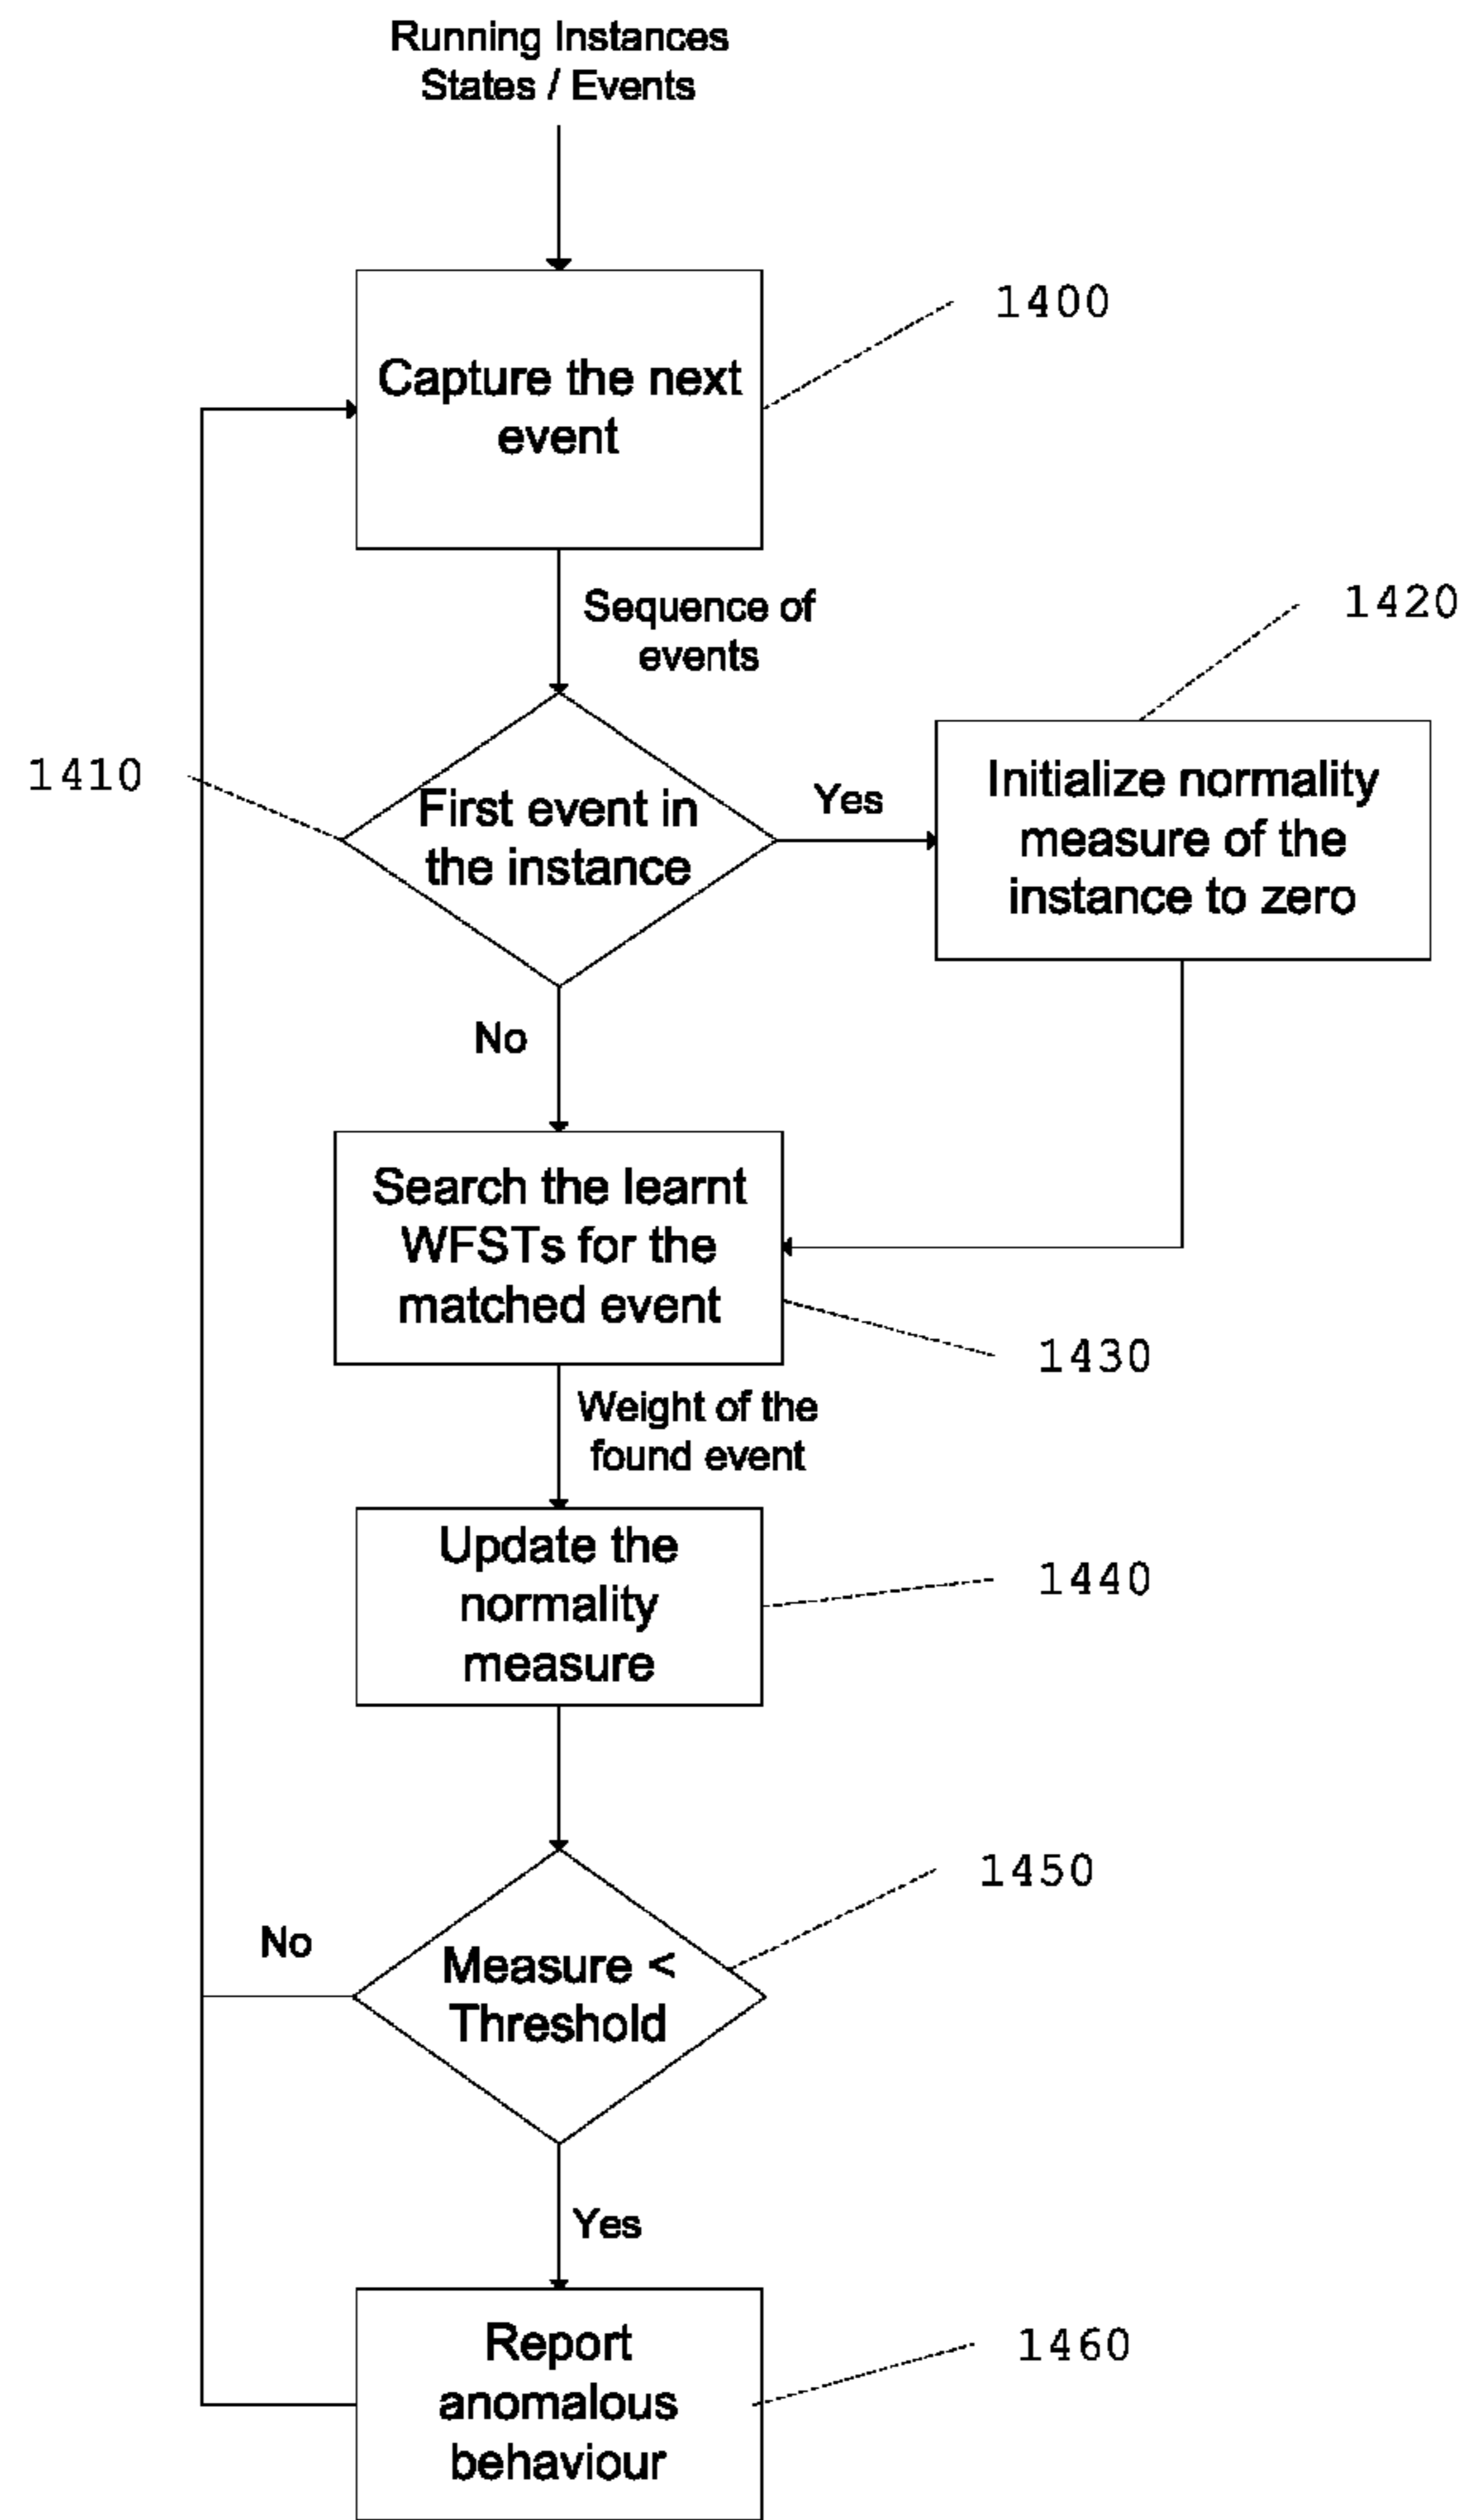 Running Instances
States / Events
Capture the next
event
1400
Sequence of
events
1420
1410
First event in
the instance
Yes
Initialize normality
measure of the
instance to zero
No
Search the learnt
WFSTs for the
matched event
1430
Weight of the
found event
Update the
normality
measure
1440
1450
No
Measure <
Threshold
Yes
Report
anomalous
behaviour
1460